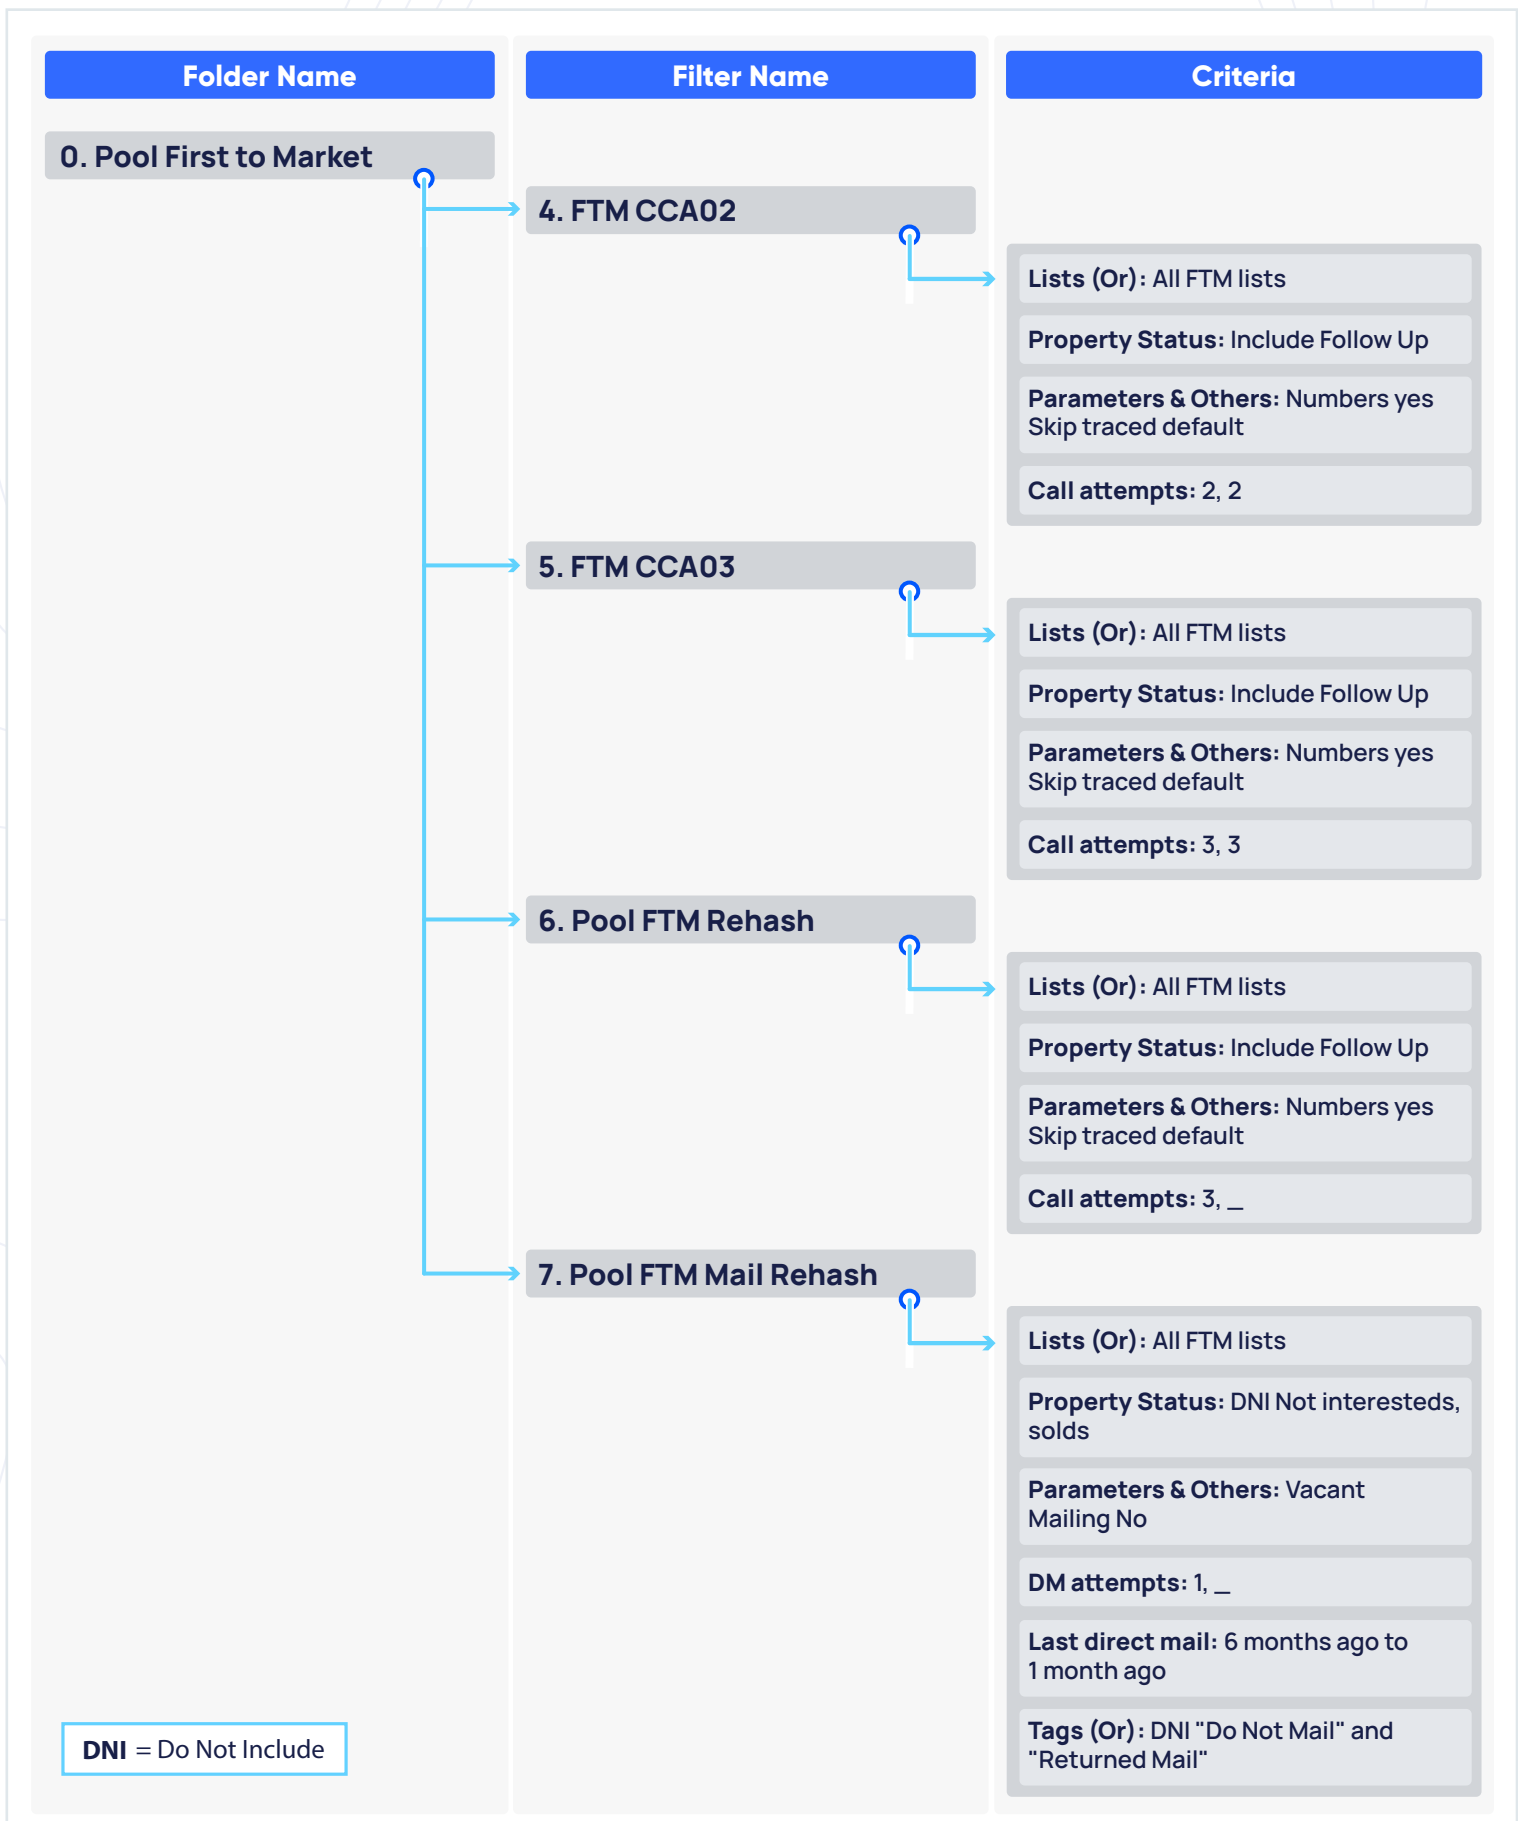 Folder Name
Filter Name
Criteria
0. Pool First to Market
4. FTM CCA02
Lists (Or): All FTM lists
Property Status: Include Follow Up
Parameters & Others: Numbers yes
Skip traced default
Call attempts: 2, 2
5. FTM CCA03
Lists (Or): All FTM lists
Property Status: Include Follow Up
Parameters & Others: Numbers yes
Skip traced default
Call attempts: 3, 3
6. Pool FTM Rehash
Lists (Or): All FTM lists
Property Status: Include Follow Up
Parameters & Others: Numbers yes
Skip traced default
Call attempts: 3, _
7. Pool FTM Mail Rehash
Lists (Or): All FTM lists
Property Status: DNI Not interesteds,
solds
Parameters & Others: Vacant
Mailing No
DM attempts: 1, _
Last direct mail: 6 months ago to
1 month ago
Tags (Or): DNI "Do Not Mail" and
"Returned Mail"
DNI = Do Not Include